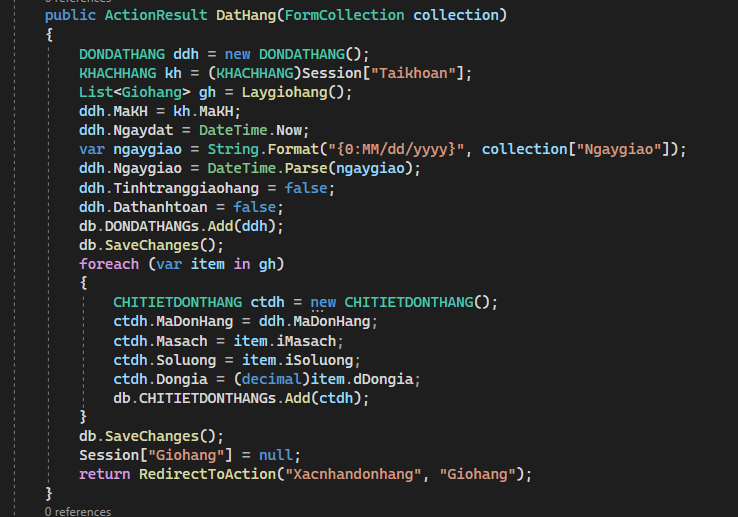 0 references
public ActionResult DatHang(FormCollection collection)
{
DONDATHANG ddh = new DONDATHANG();
KHACHHANG kh = (KHACHHANG)Session["Taikhoan"];
List<Giohang> gh = Laygiohang();
ddh.MaKH = kh.MaKH;
ddh.Ngaydat = DateTime.Now;
var ngaygiao = String.Format("{0:MM/dd/yyyy}", collection["Ngaygiao"]);
ddh.Ngaygiao = DateTime.Parse(ngaygiao);
ddh.Tinhtranggiaohang = false;
ddh.Dathanhtoan = false;
db.DONDATHANGs.Add(ddh);
db.SaveChanges();
foreach (var item in gh)
{
CHITIETDONTHANG ctdh = new CHITIETDONTHANG();
ctdh.MaDonHang = ddh.MaDonHang;
ctdh.Masach = item.iMasach;
ctdh.Soluong = item.iSoluong;
ctdh.Dongia = (decimal)item.dDongia;
db.CHITIETDONTHANGs.Add(ctdh);
}
db.SaveChanges();
Session["Giohang"] = null;
return RedirectToAction("Xacnhandonhang", "Giohang");
}
0 references